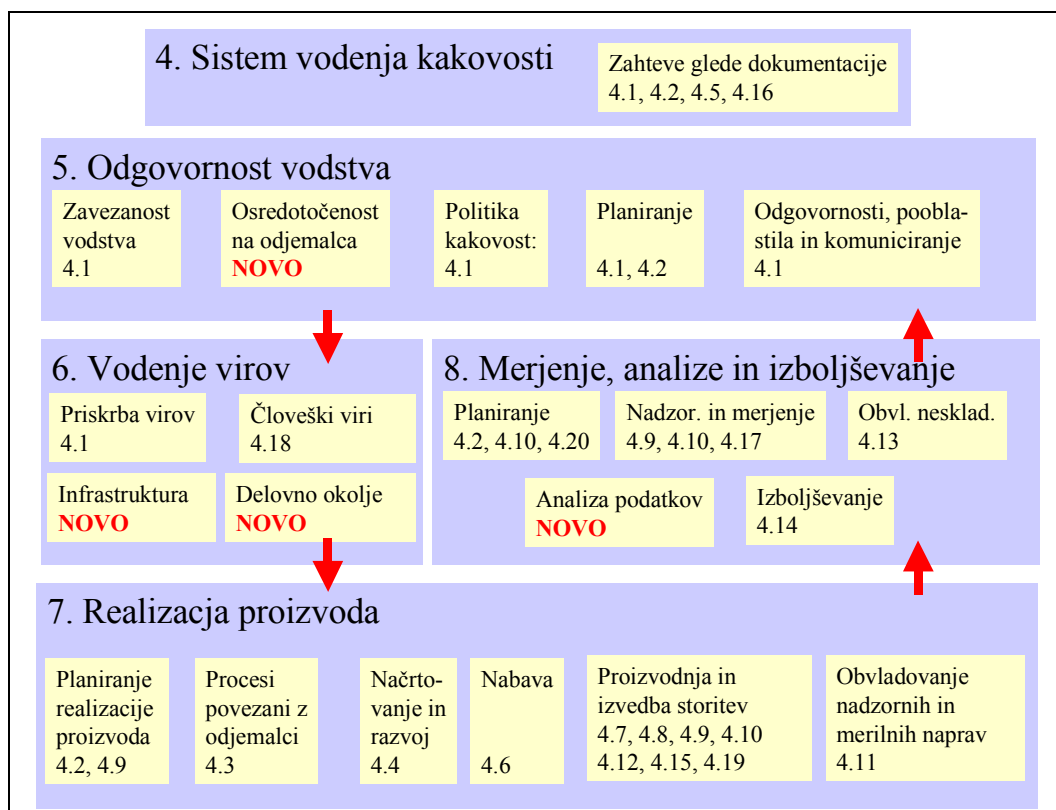 4. Sistem vodenja kakovosti
Zahteve glede dokumentacije
4.1, 4.2, 4.5, 4.16
5. Odgovornost vodstva
Zavezanost
vodstva
4.1
Osredotočenost
na odjemalca
NOVO
Politika
kakovost:
4.1
Planiranje
4.1, 4.2
Odgovornosti, poobla-
stila in komuniciranje
4.1
6. Vodenje virov
Priskrba virov
4.1
Človeški viri
4.18
Infrastruktura
NOVO
Delovno okolje
NOVO
8. Merjenje, analize in izboljševanje
Planiranje
4.2, 4.10, 4.20
Nadzor. in merjenje
4.9, 4.10, 4.17
Obvl. nesklad.
4.13
Analiza podatkov
NOVO
Izboljševanje
4.14
7. Realizacja proizvoda
Planiranje
realizacije
proizvoda
4.2, 4.9
Procesi
povezani z
odjemalci
4.3
Načrto-
vanje in
razvoj
4.4
Nabava
4.6
Proizvodnja in
izvedba storitev
4.7, 4.8, 4.9, 4.10
4.12, 4.15, 4.19
Obvladovanje
nadzornih in
merilnih naprav
4.11